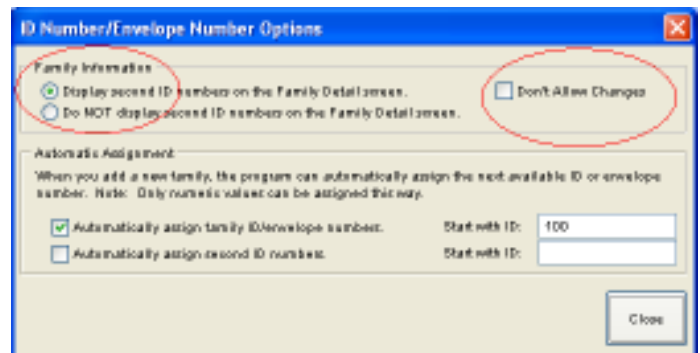 ID Number/Envelope Number Options
Family Information
Display second ID numbers on the Family Detail screen.
Don't Allow Changes
Do NOT display second ID numbers on the Family Detail screen.
Automatic Assignment
When you add a new family, the program can automatically assign the next available ID or envelope
number. Note: Only numeric values can be assigned this way.
Automatically assign family ID/envelope numbers. Start with ID: 100
Automatically assign second ID numbers. Start with ID:
Close